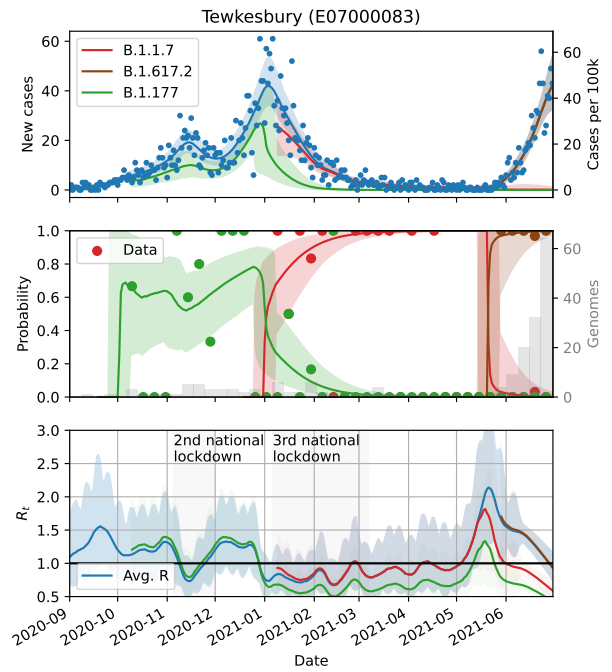 Tewkesbury (E07000083)
60
40
20
0
New cases
B.1.1.7
B.1.617.2
B.1.177
60
40
20
0
Cases per 100k
1.0
0.8
0.6
0.4
0.2
0.0
Probability
Data
60
40
20
0
Genomes
3.0
2.5
2.0
1.5
1.0
0.5
Rt
2nd national
lockdown
3rd national
lockdown
Avg. R
2020-09
2020-10
2020-11
2020-12
2021-01
2021-02
2021-03
2021-04
2021-05
2021-06
Date